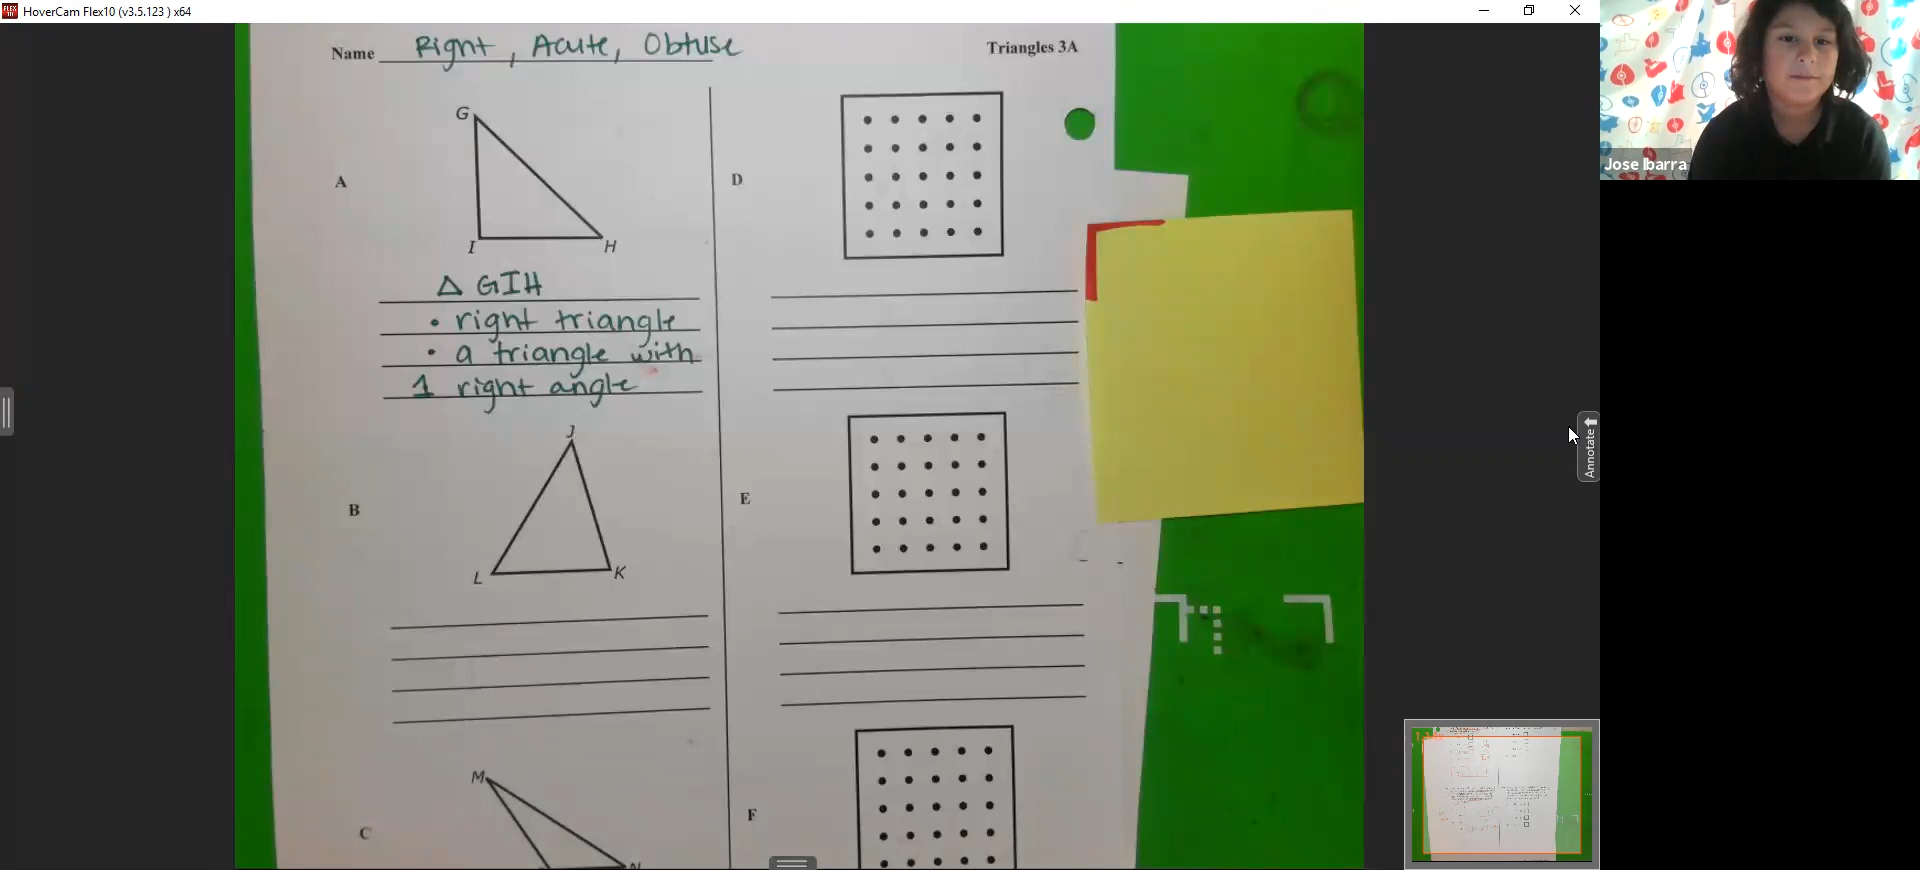 HoverCam Flex10 (v3.5.123 ) x64
Name Right, Acute, Obtuse
Triangles 3A
A
G
I
H
△ GIH
• right triangle
• a triangle with
1 right angle
B
J
L
K
C
M
N
D
E
F
Jose Ibarra
Annotate